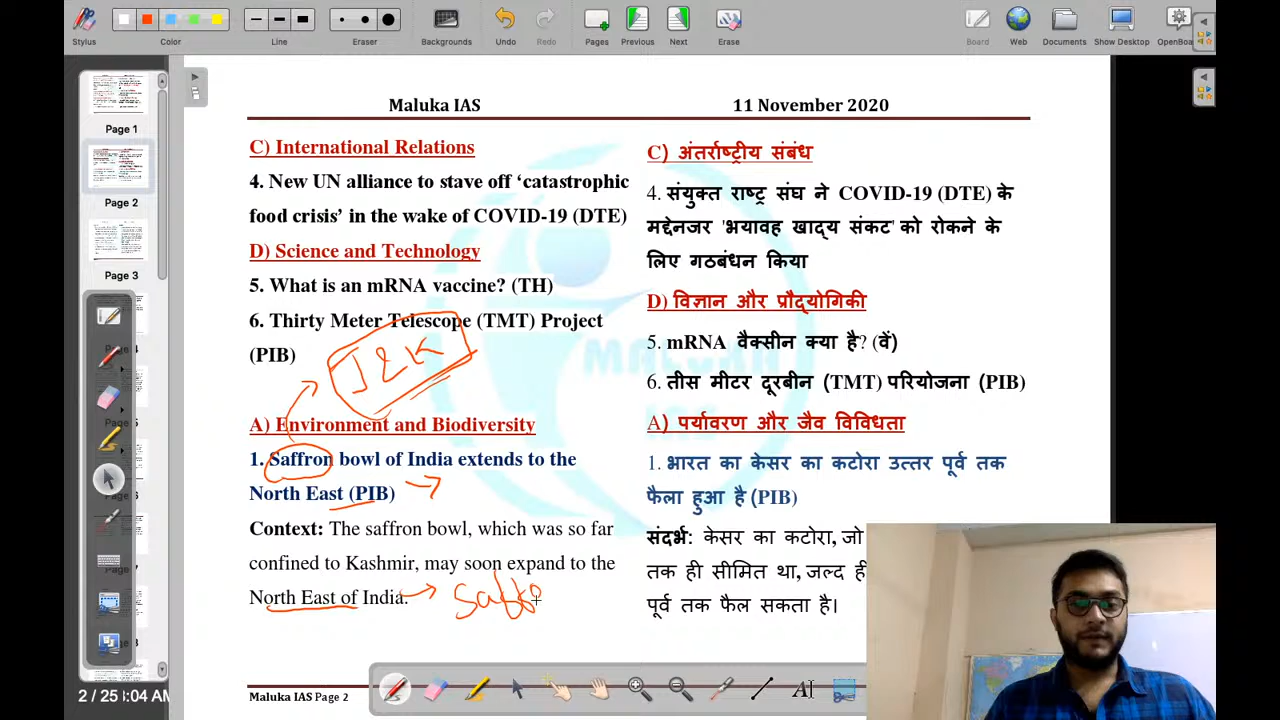 Stylus
Color
Line
Eraser
Backgrounds
Undo
Redo
Pages
Previous
Next
Erase
Board
Web
Documents
Show Desktop
OpenBoa
Page 1
Page 2
Page 3
Maluka IAS
11 November 2020
C) International Relations
4. New UN alliance to stave off ‘catastrophic
food crisis’ in the wake of COVID-19 (DTE)
D) Science and Technology
5. What is an mRNA vaccine? (TH)
6. Thirty Meter Telescope (TMT) Project
(PIB)
J & K
A) Environment and Biodiversity
1. Saffron bowl of India extends to the
North East (PIB)
Context: The saffron bowl, which was so far
confined to Kashmir, may soon expand to the
North East of India.
Saffr
C) अंतर्राष्ट्रीय संबंध
4. संयुक्त राष्ट्र संघ ने COVID-19 (DTE) के
मद्देनजर 'भयावह खाद्य संकट' को रोकने के
लिए गठबंधन किया
D) विज्ञान और प्रौद्योगिकी
5. mRNA वैक्सीन क्या है? (वें)
6. तीस मीटर दूरबीन (TMT) परियोजना (PIB)
A) पर्यावरण और जैव विविधता
1. भारत का केसर का कटोरा उत्तर पूर्व तक
फैला हुआ है (PIB)
संदर्भ: केसर का कटोरा, जो
तक ही सीमित था, जल्द ही
पूर्व तक फैल सकता है।
Maluka IAS Page 2
2 / 25
:04 AM